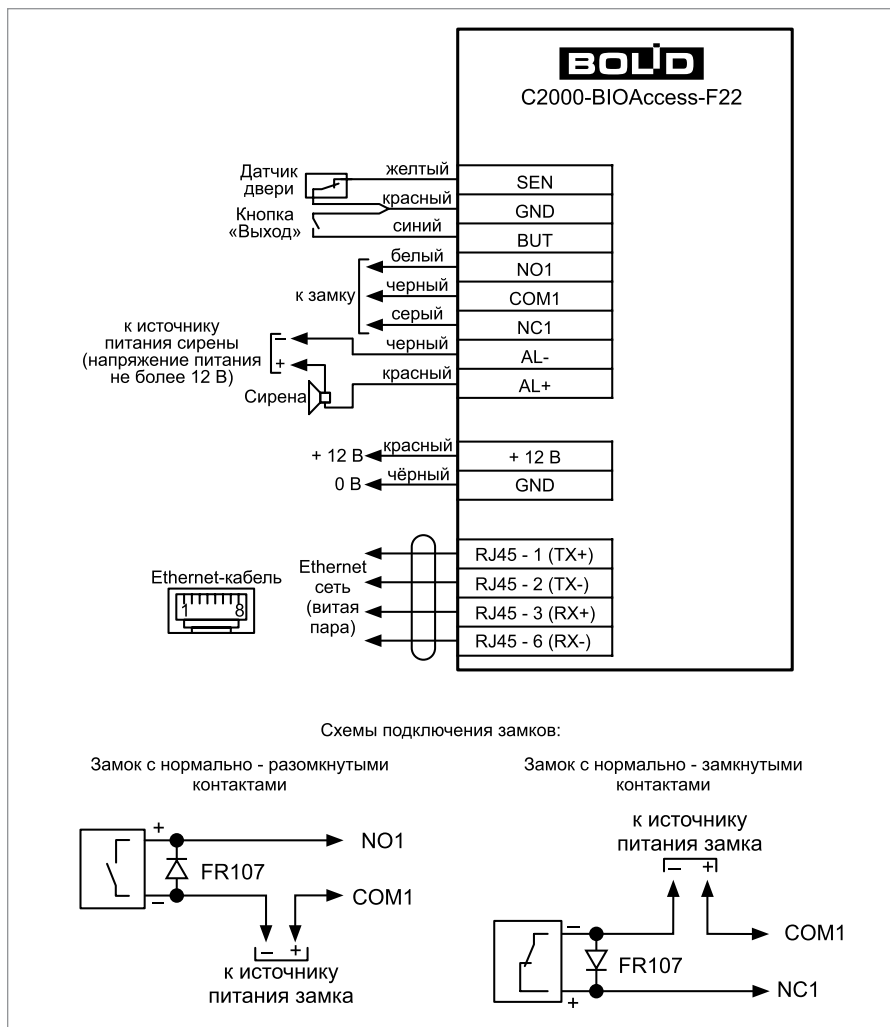 BOLID
C2000-BIOAccess-F22
Датчик
двери
желтый
SEN
красный
GND
Кнопка
«Выход»
синий
BUT
белый
NO1
к замку
черный
COM1
серый
NC1
к источнику
питания сирены
(напряжение питания
не более 12 В)
–
+
черный
AL-
красный
AL+
Сирена
+ 12 В
красный
+ 12 В
0 В
чёрный
GND
Ethernet-кабель
1 8
Ethernet
сеть
(витая
пара)
RJ45 - 1 (TX+)
RJ45 - 2 (TX-)
RJ45 - 3 (RX+)
RJ45 - 6 (RX-)
Схемы подключения замков:
Замок с нормально - разомкнутыми
контактами
+
NO1
FR107
–
COM1
– +
к источнику
питания замка
Замок с нормально - замкнутыми
контактами
к источнику
питания замка
– +
–
COM1
FR107
+
NC1